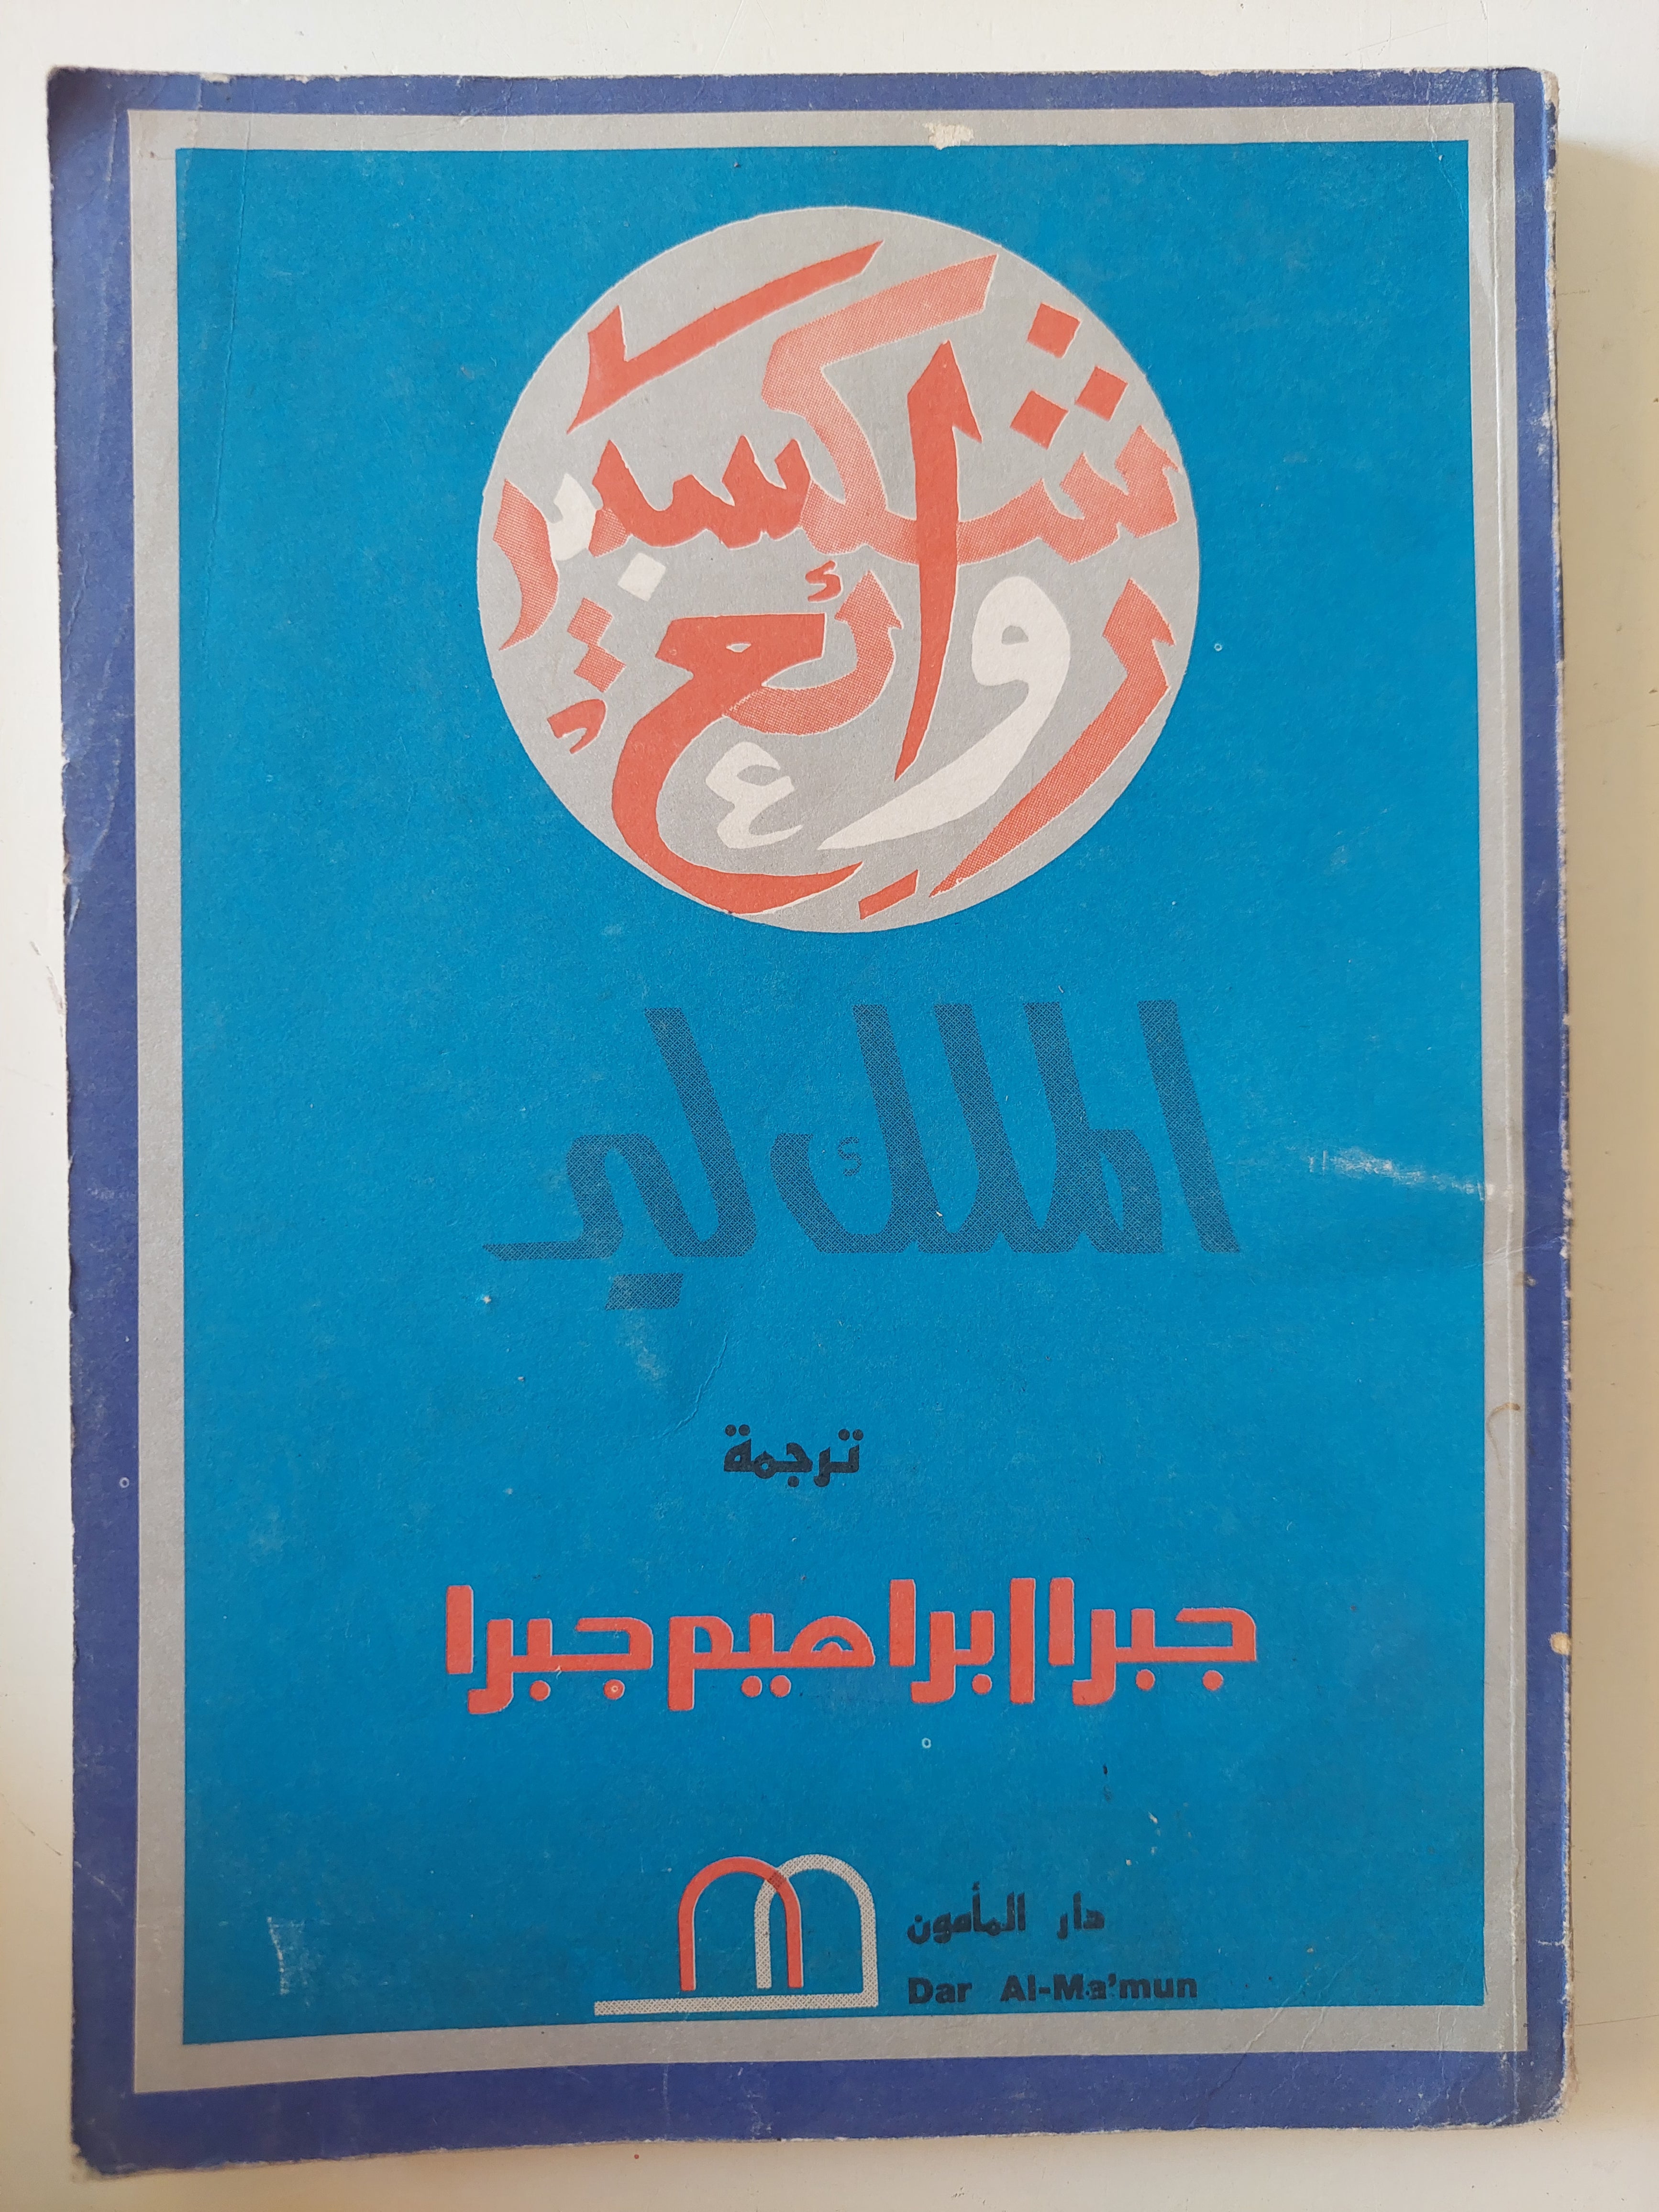 روائع
شكسبير
الملك لير
ترجمة
جبرا ابراهيم جبرا
دار المأمون
Dar Al-Ma'mun